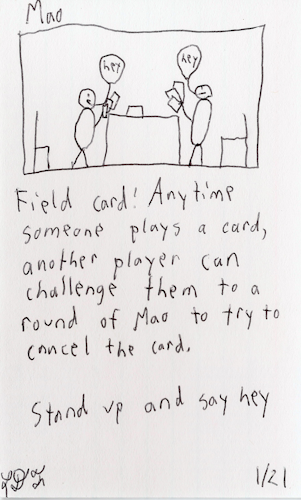 Mao
hey
hey
Field card! Anytime
someone plays a card,
another player can
challenge them to a
round of Mao to try to
cancel the card.
Stand up and say hey
1/21